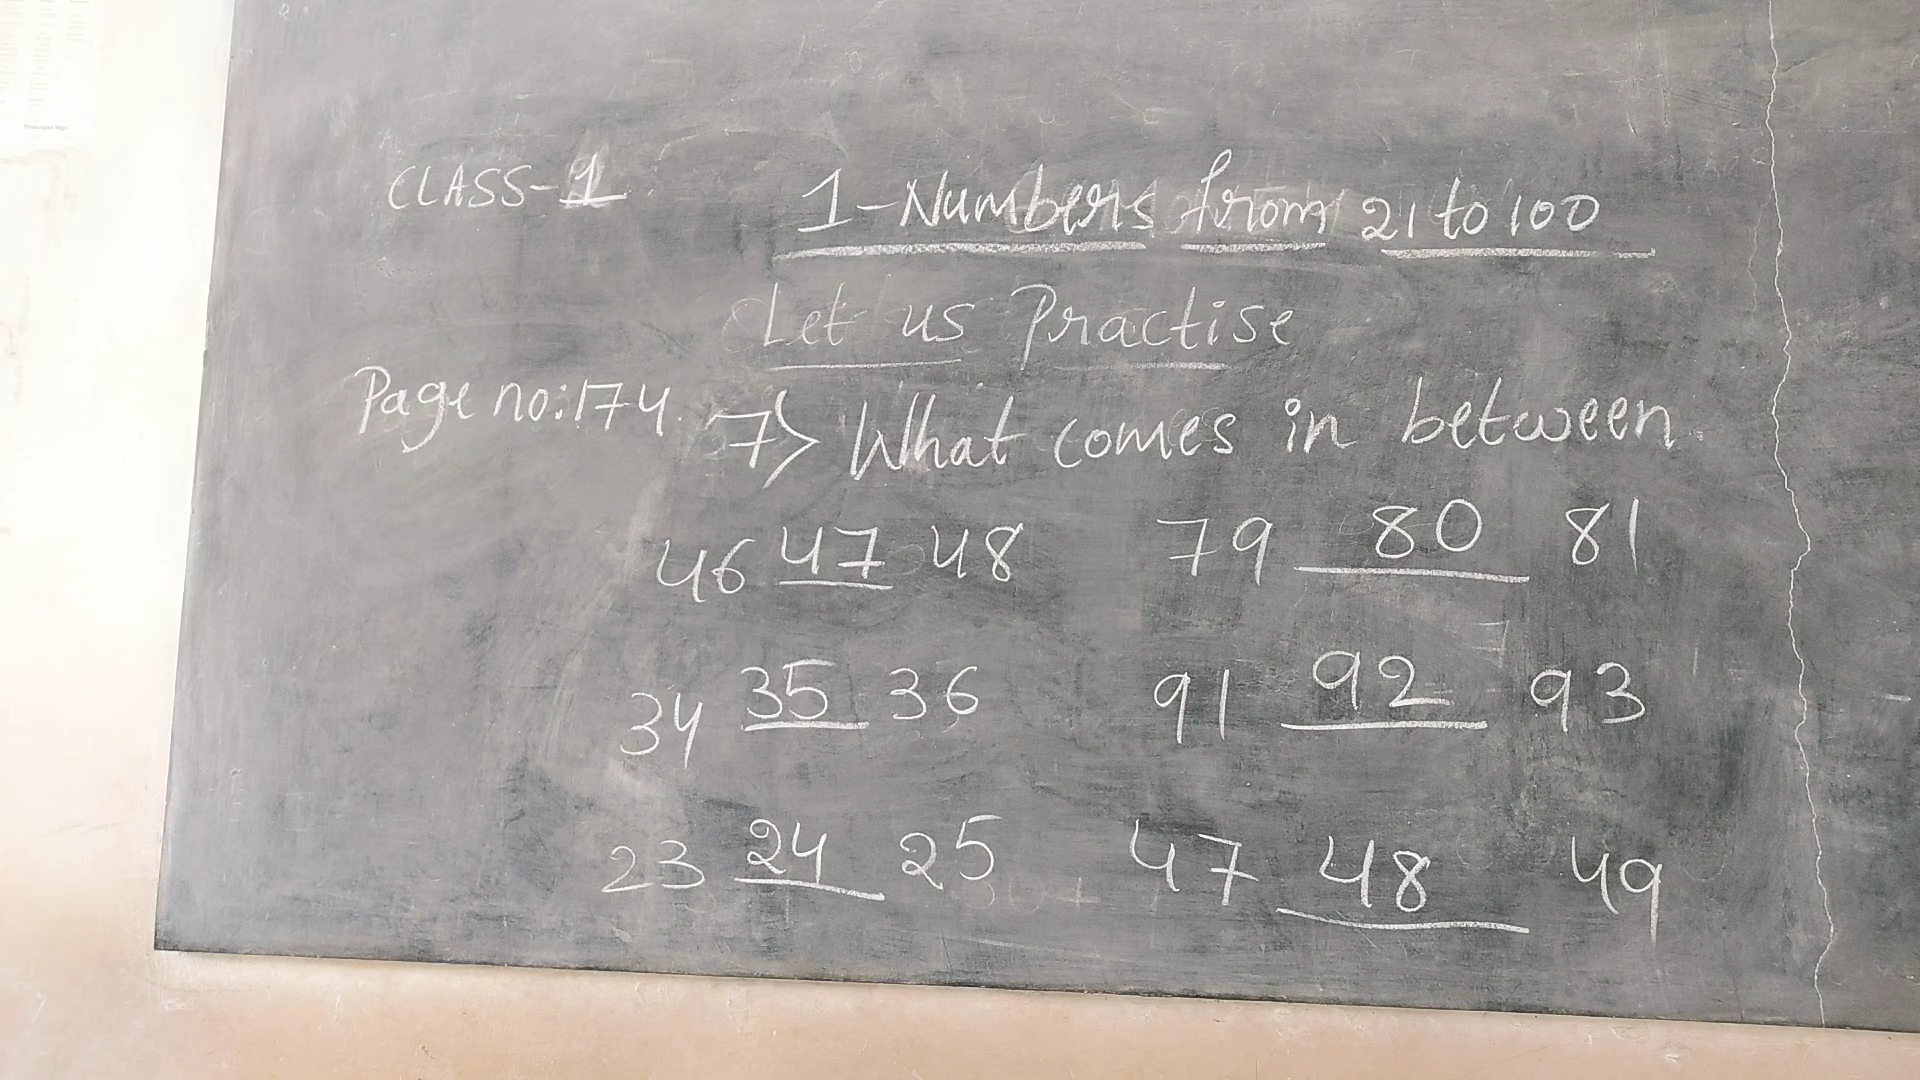 CLASS-1
1-Numbers from 21 to 100
Let us Practise
Page no:174.
7> What comes in between
46 47 48 79 80 81
34 35 36 91 92 93
23 24 25 47 48 49